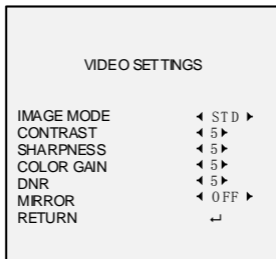 VIDEO SETTINGS
IMAGE MODE ◀ STD ▶
CONTRAST ◀ 5 ▶
SHARPNESS ◀ 5 ▶
COLOR GAIN ◀ 5 ▶
DNR ◀ 5 ▶
MIRROR ◀ OFF ▶
RETURN ↵